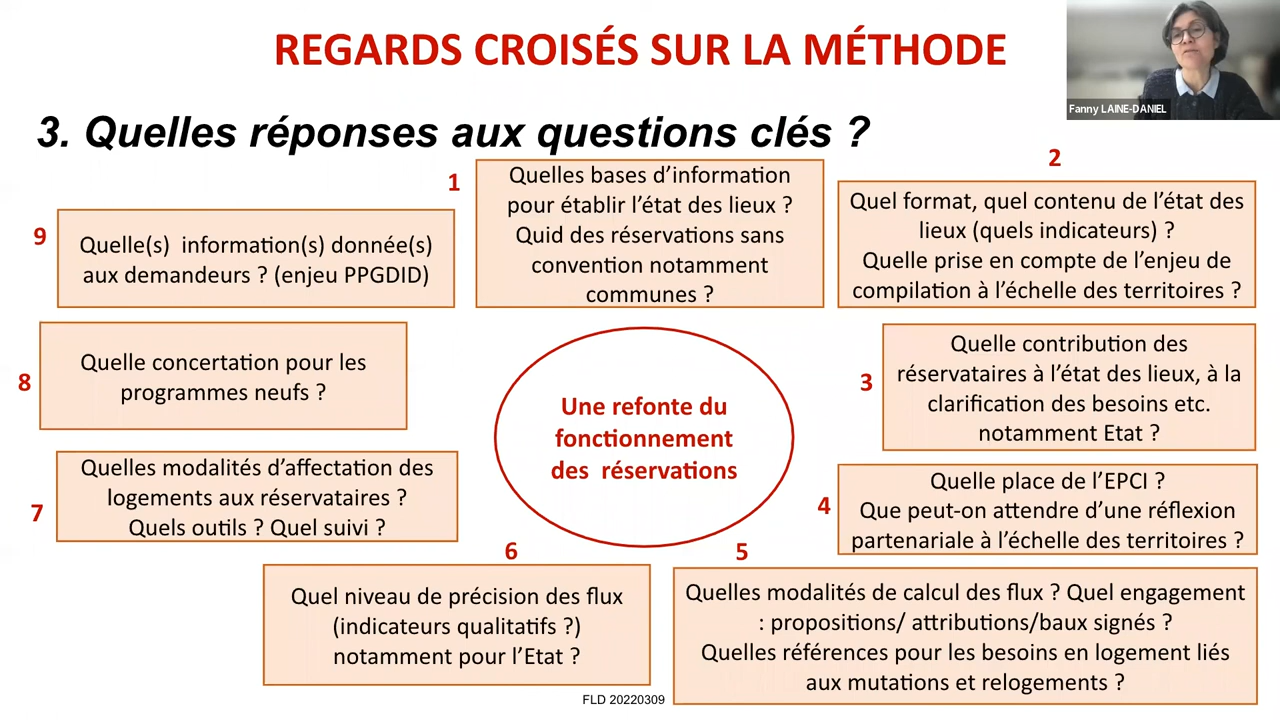 REGARDS CROISÉS SUR LA MÉTHODE
Fanny LAINE-DANIEL
3. Quelles réponses aux questions clés ?
1
Quelles bases d’information
pour établir l’état des lieux ?
Quid des réservations sans
convention notamment
communes ?
2
Quel format, quel contenu de l’état des
lieux (quels indicateurs) ?
Quelle prise en compte de l’enjeu de
compilation à l’échelle des territoires ?
3
Quelle contribution des
réservataires à l’état des lieux, à la
clarification des besoins etc.
notamment Etat ?
4
Quelle place de l’EPCI ?
Que peut-on attendre d’une réflexion
partenariale à l’échelle des territoires ?
5
Quelles modalités de calcul des flux ? Quel engagement
: propositions/ attributions/baux signés ?
Quelles références pour les besoins en logement liés
aux mutations et relogements ?
6
Quel niveau de précision des flux
(indicateurs qualitatifs ?)
notamment pour l’Etat ?
7
Quelles modalités d’affectation des
logements aux réservataires ?
Quels outils ? Quel suivi ?
8
Quelle concertation pour les
programmes neufs ?
9
Quelle(s) information(s) donnée(s)
aux demandeurs ? (enjeu PPGDID)
Une refonte du
fonctionnement
des réservations
FLD 20220309